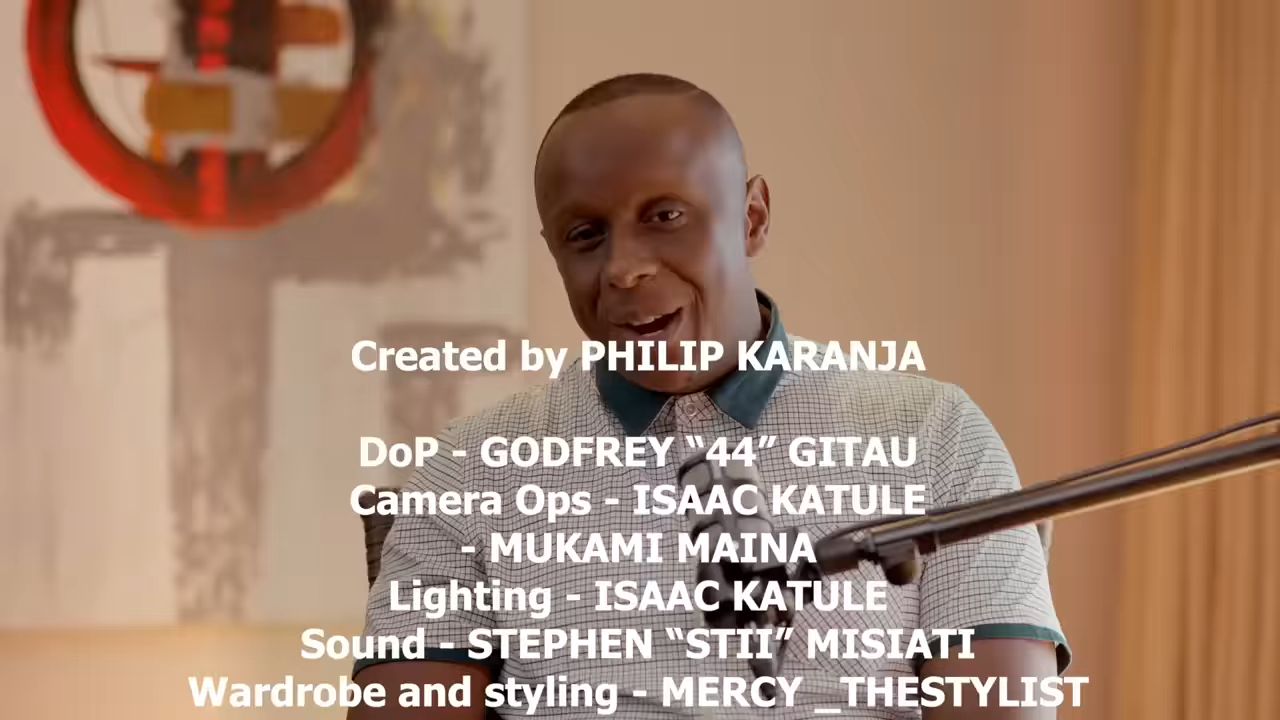 Created by PHILIP KARANJA
DoP - GODFREY “44” GITAU
Camera Ops - ISAAC KATULE
- MUKAMI MAINA
Lighting - ISAAC KATULE
Sound - STEPHEN “STII” MISIATI
Wardrobe and styling - MERCY _THESTYLIST